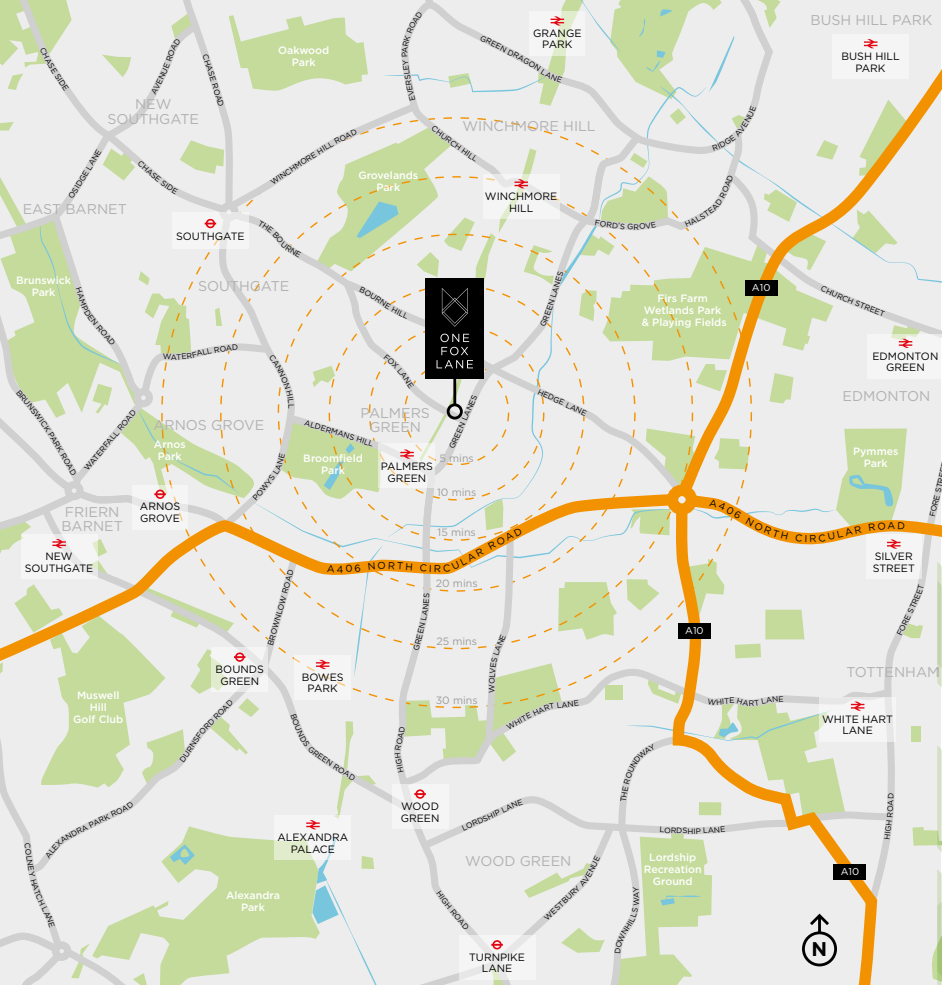 BUSH HILL PARK
GRANGE
PARK
BUSH HILL
PARK
CHASE SIDE
AVENUE ROAD
CHASE ROAD
Oakwood
Park
EVERSLEY PARK ROAD
GREEN DRAGON LANE
NEW
SOUTHGATE
WINCHMORE HILL
RIDGE AVENUE
WINCHMORE HILL ROAD
CHURCH HILL
OSIDGE LANE
CHASE SIDE
Grovelands
Park
WINCHMORE
HILL
HALSTEAD ROAD
EAST BARNET
SOUTHGATE
THE BOURNE
FORD'S GROVE
Brunswick
Park
SOUTHGATE
BOURNE HILL
GREEN LANES
A10
CHURCH STREET
HAMPDEN ROAD
Firs Farm
Wetlands Park
& Playing Fields
ONE
FOX
LANE
WATERFALL ROAD
CANNON HILL
FOX LANE
EDMONTON
GREEN
EDMONTON
BRUNSWICK PARK ROAD
WATERFALL ROAD
ARNOS GROVE
PALMERS
GREEN
GREEN LANES
HEDGE LANE
ALDERMANS HILL
Arnos
Park
Broomfield
Park
PALMERS
GREEN
5 mins
Pymmes
Park
POWYS LANE
10 mins
FORE STREET
ARNOS
GROVE
FRIERN
BARNET
A406 NORTH CIRCULAR ROAD
15 mins
NEW
SOUTHGATE
A406 NORTH CIRCULAR ROAD
SILVER
STREET
20 mins
BROWNLOW ROAD
GREEN LANES
FORE STREET
A10
25 mins
BOUNDS
GREEN
BOWES
PARK
WOLVES LANE
TOTTENHAM
30 mins
Muswell
Hill
Golf Club
WHITE HART LANE
WHITE HART LANE
WHITE HART
LANE
DURNSFORD ROAD
BOUNDS GREEN ROAD
HIGH ROAD
THE ROUNDWAY
WOOD
GREEN
ALEXANDRA PARK ROAD
ALEXANDRA
PALACE
LORDSHIP LANE
LORDSHIP LANE
HIGH ROAD
COLNEY HATCH LANE
WOOD GREEN
Lordship
Recreation
Ground
A10
Alexandra
Park
HIGH ROAD
WESTBURY AVENUE
DOWNHILLS WAY
TURNPIKE
LANE
N